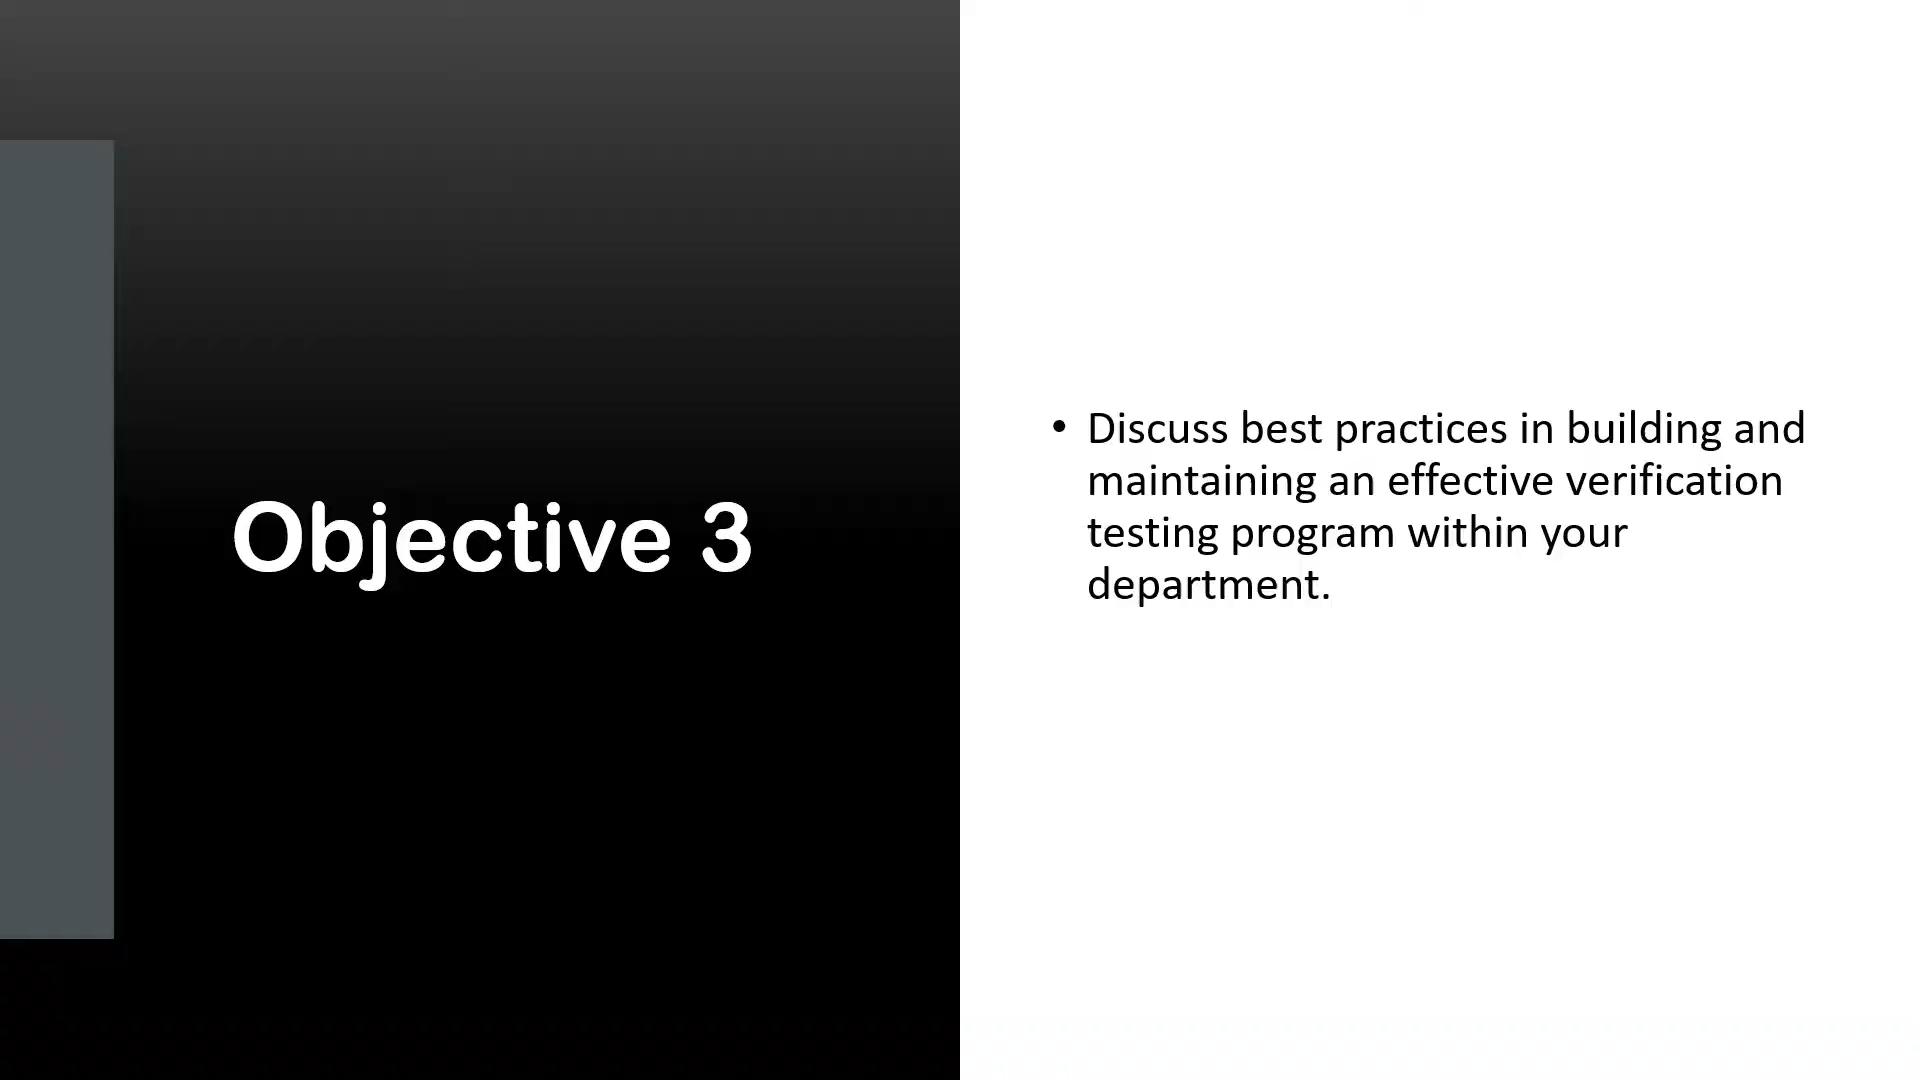 Objective 3
• Discuss best practices in building and
maintaining an effective verification
testing program within your
department.